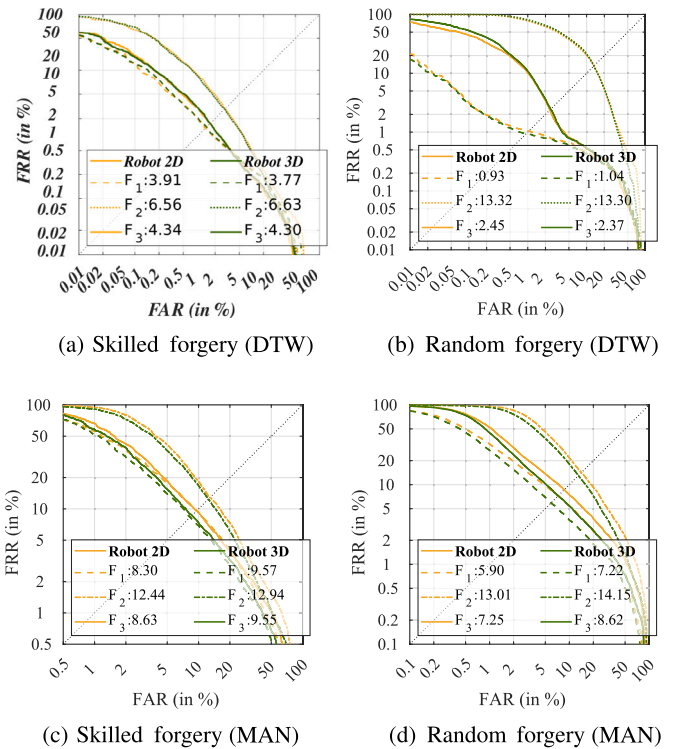 100
50
20
10
5
2
1
0.5
0.2
0.1
0.05
0.02
0.01
FRR (in %)
Robot 2D Robot 3D
F1:3.91 F1:3.77
F2:6.56 F2:6.63
F3:4.34 F3:4.30
0.01 0.02 0.05 0.1 0.2 0.5 1 2 5 10 20 50 100
FAR (in %)
(a) Skilled forgery (DTW)
100
50
20
10
5
2
1
0.5
0.2
0.1
0.05
0.02
0.01
FRR (in %)
Robot 2D Robot 3D
F1:0.93 F1:1.04
F2:13.32 F2:13.30
F3:2.45 F3:2.37
0.01 0.02 0.05 0.1 0.2 0.5 1 2 5 10 20 50 100
FAR (in %)
(b) Random forgery (DTW)
100
50
20
10
5
2
1
0.5
FRR (in %)
Robot 2D Robot 3D
F1:8.30 F1:9.57
F2:12.44 F2:12.94
F3:8.63 F3:9.55
0.5 1 2 5 10 20 50 100
FAR (in %)
(c) Skilled forgery (MAN)
100
50
20
10
5
2
1
0.5
0.2
0.1
FRR (in %)
Robot 2D Robot 3D
F1:5.90 F1:7.22
F2:13.01 F2:14.15
F3:7.25 F3:8.62
0.1 0.2 0.5 1 2 5 10 20 50 100
FAR (in %)
(d) Random forgery (MAN)